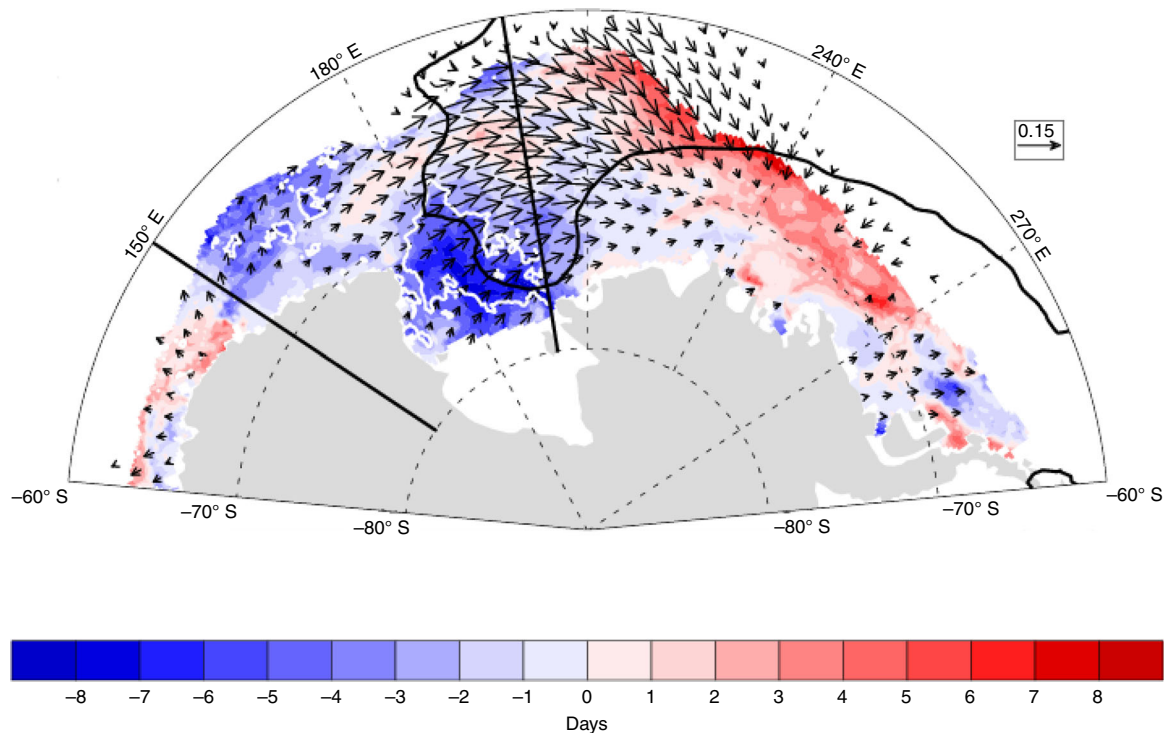 180° E
240° E
0.15
150° E
270° E
–60° S
–70° S
–80° S
–80° S
–70° S
–60° S
–8 –7 –6 –5 –4 –3 –2 –1 0 1 2 3 4 5 6 7 8
Days